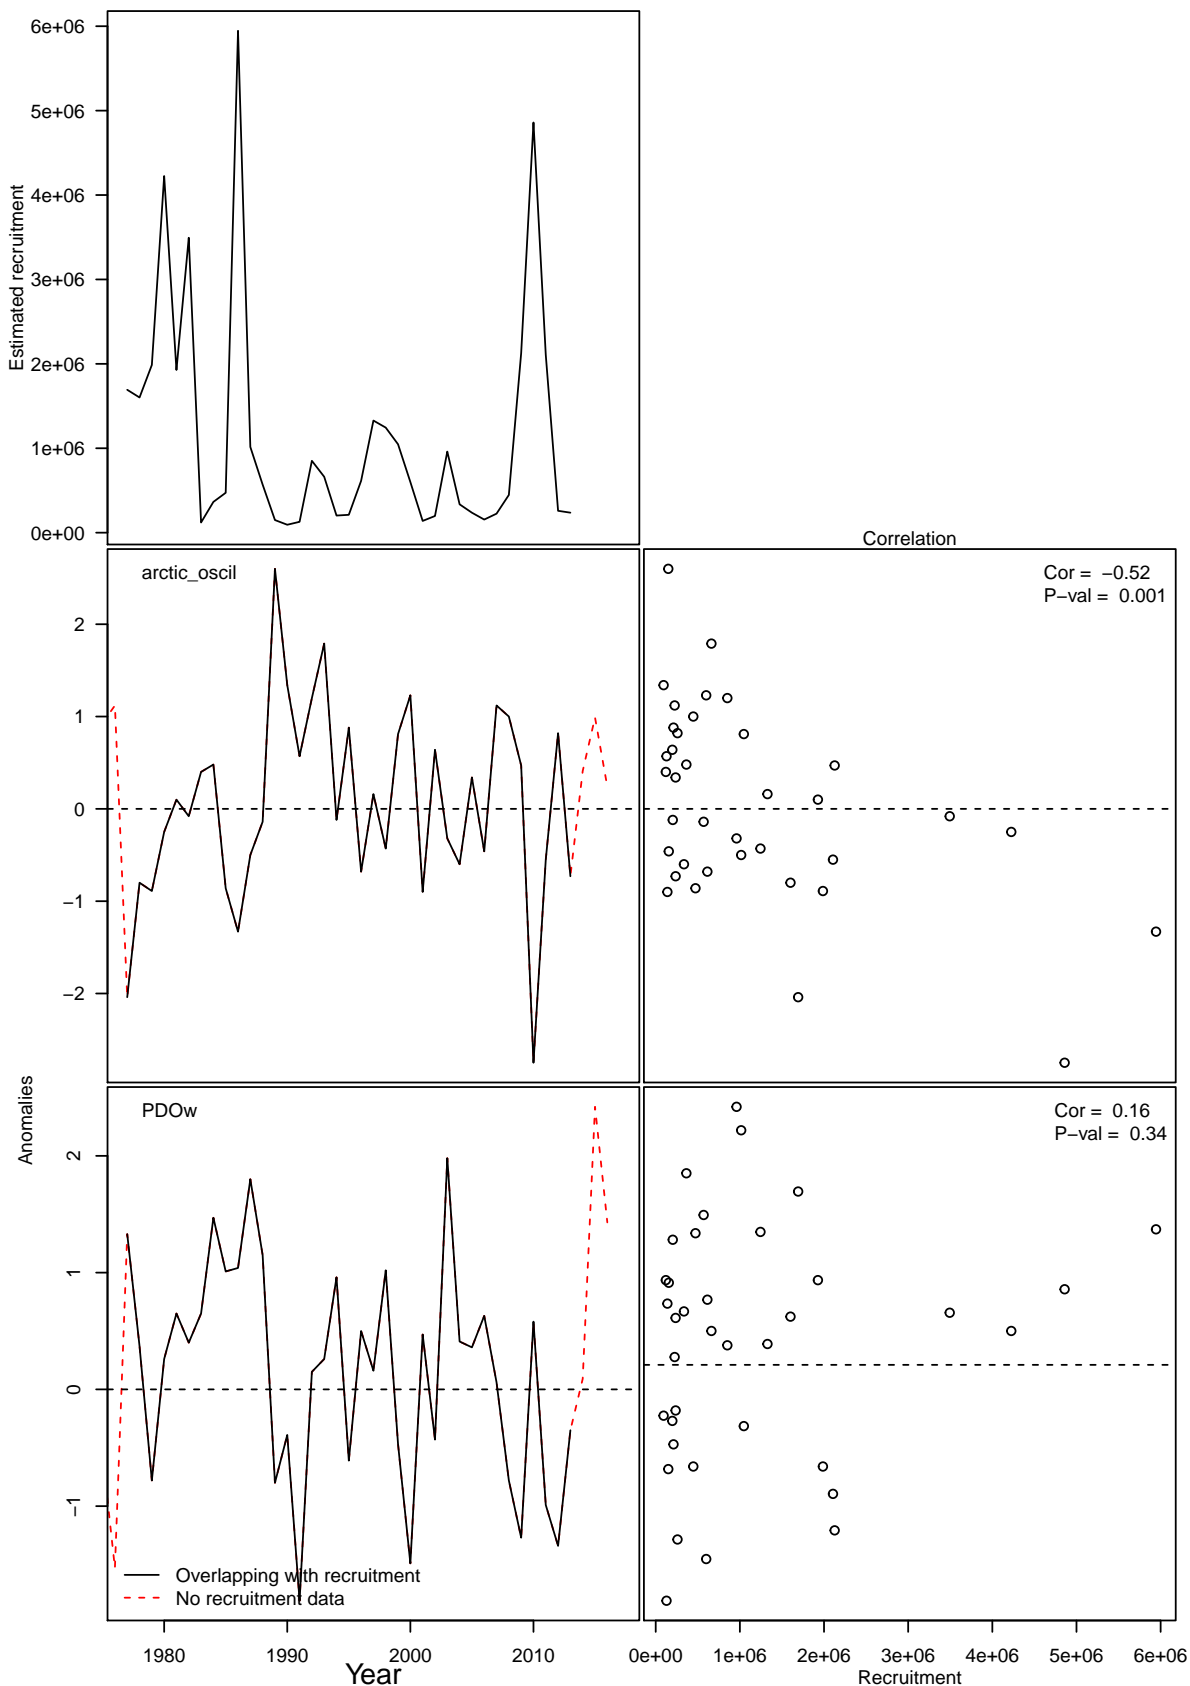 6e+06
5e+06
4e+06
3e+06
2e+06
1e+06
0e+00
Estimated recruitment
Correlation
arctic_oscil
2
1
0
−1
−2
Cor = −0.52
P−val = 0.001
Anomalies
PDOw
2
1
0
−1
Cor = 0.16
P−val = 0.34
Overlapping with recruitment
No recruitment data
1980 1990 2000 2010
Year
0e+00 1e+06 2e+06 3e+06 4e+06 5e+06 6e+06
Recruitment